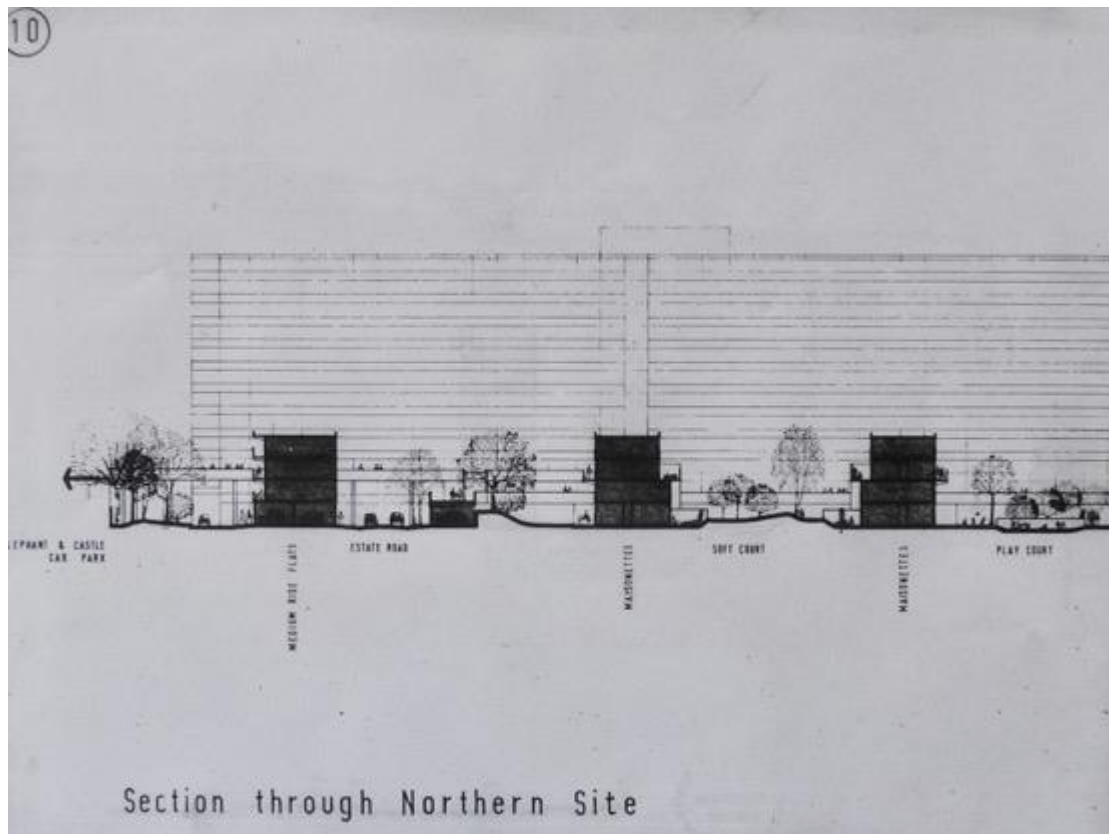 10
LEPHANT & CASTLE
CAR PARK
MEDIUM RISE FLATS
ESTATE ROAD
MAISONETTES
SOFT COURT
MAISONETTES
PLAY COURT
Section through Northern Site